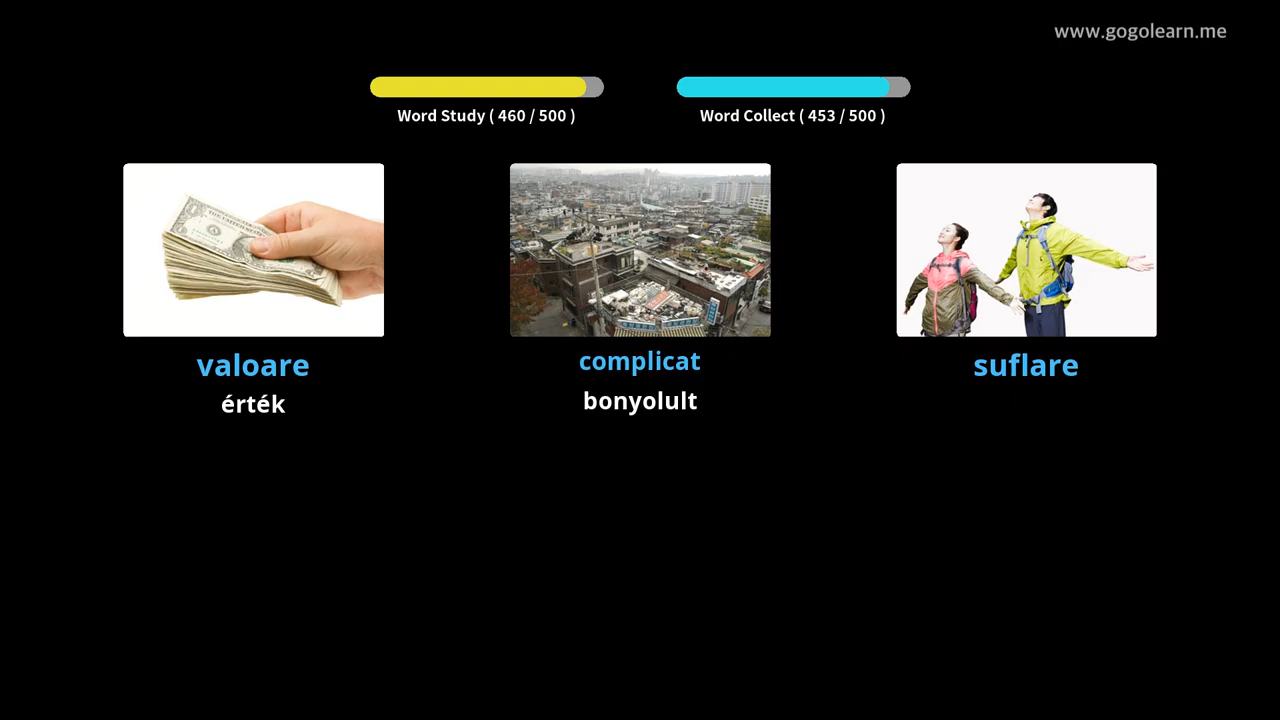 www.gogolearn.me
Word Study ( 460 / 500 )
Word Collect ( 453 / 500 )
valoare
érték
complicat
bonyolult
suflare